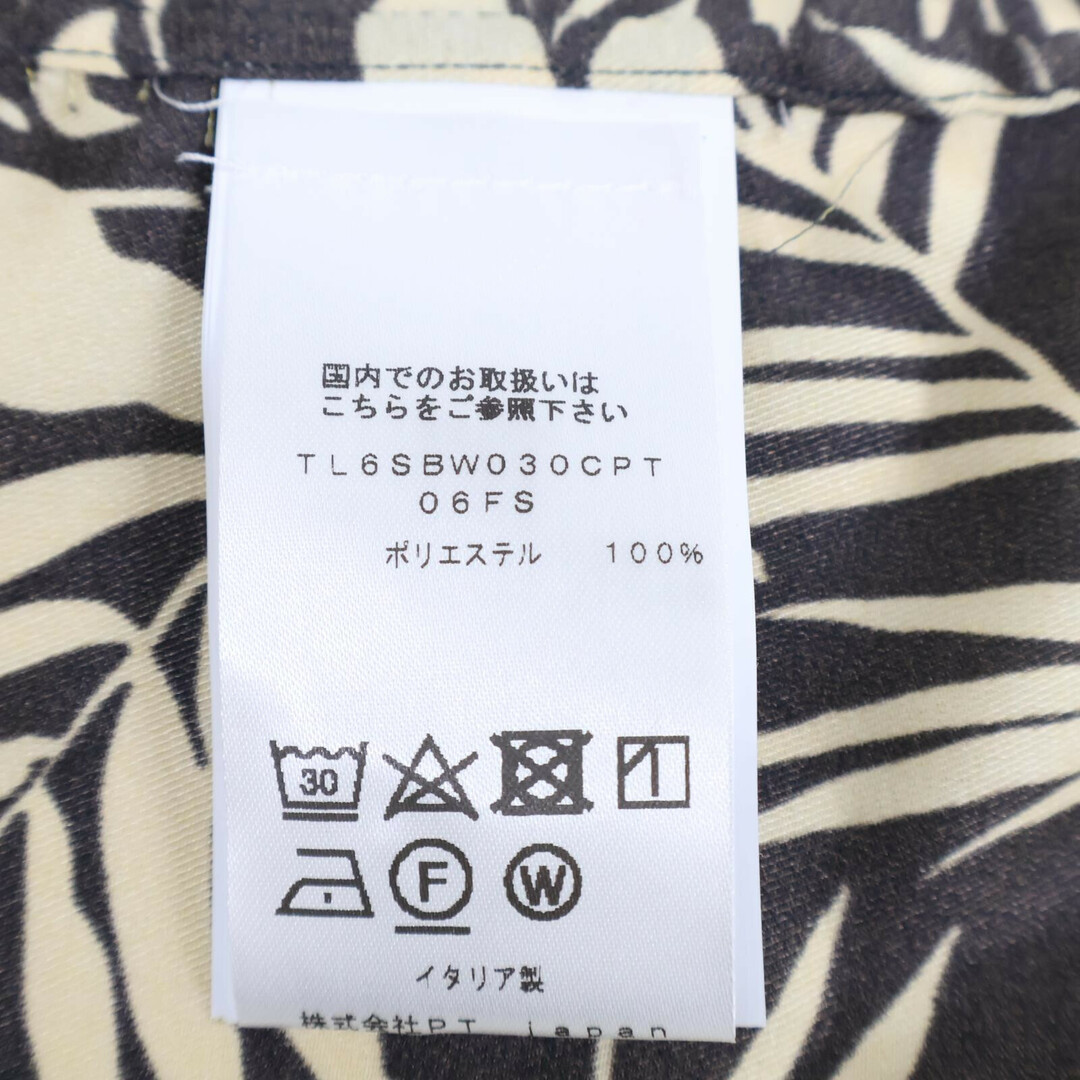 国内でのお取扱いは
こちらをご参照下さい
TL6SBW030CPT
06FS
ポリエステル 100%
30
F W
イタリア製
株式会社PT japan